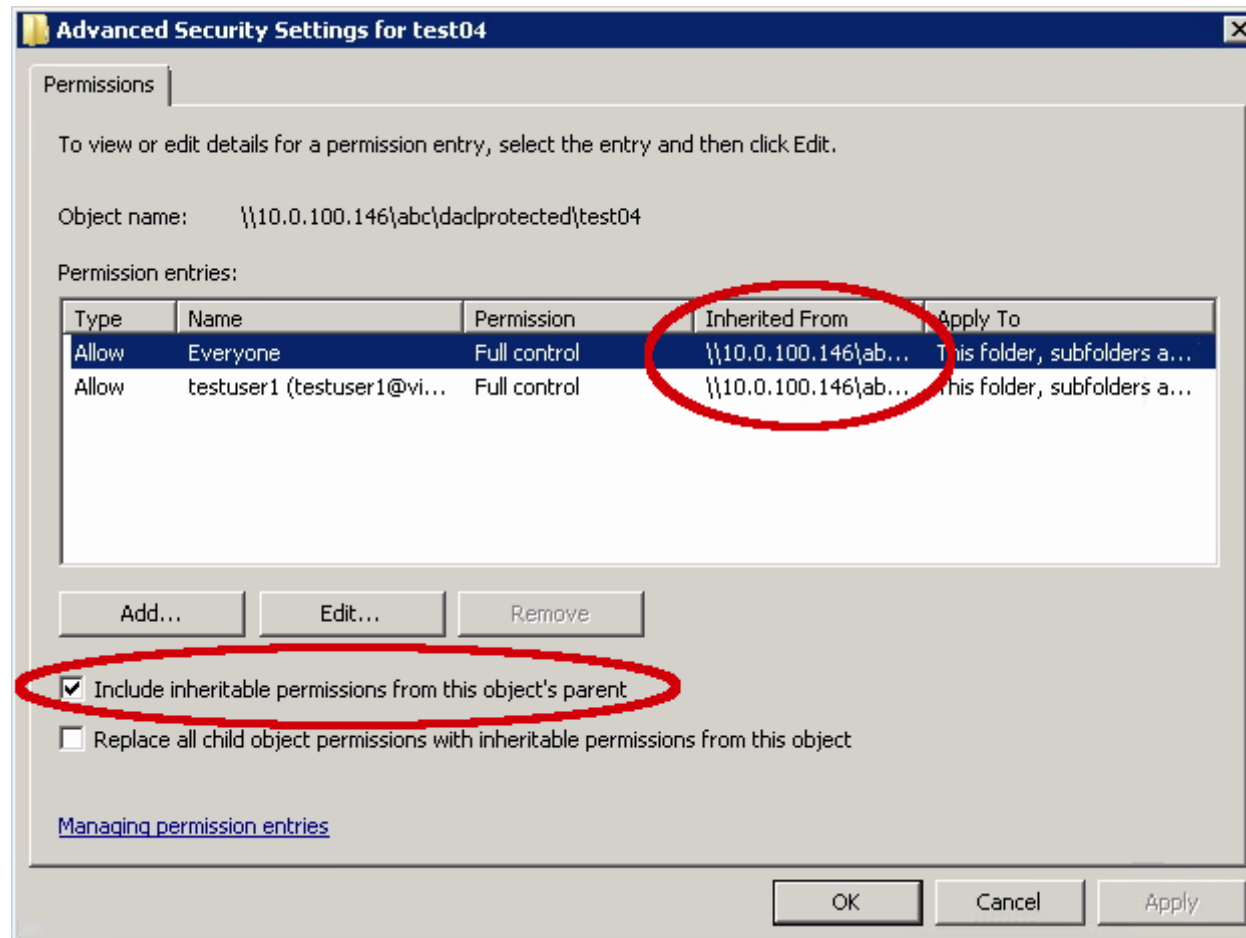 Advanced Security Settings for test04
Permissions
To view or edit details for a permission entry, select the entry and then click Edit.
Object name: \\10.0.100.146\abc\daclprotected\test04
Permission entries:
Type Name Permission Inherited From Apply To
Allow Everyone Full control \\10.0.100.146\ab... This folder, subfolders a...
Allow testuser1 (testuser1@vi... Full control \\10.0.100.146\ab... This folder, subfolders a...
Add... Edit... Remove
Include inheritable permissions from this object's parent
Replace all child object permissions with inheritable permissions from this object
Managing permission entries
OK Cancel Apply